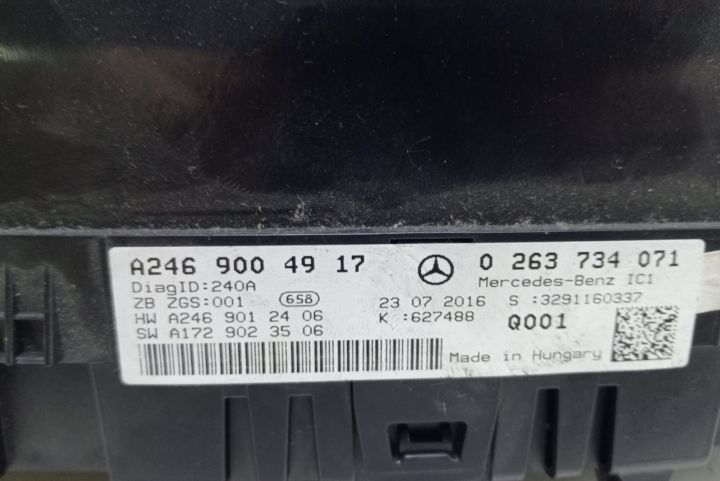 A246 900 49 17 0 263 734 071
DiagID:240A Mercedes-Benz IC1
ZB ZGS:001 658 23 07 2016 S :3291160337
HW A246 901 24 06 K :627488 Q001
SW A172 902 35 06
Made in Hungary